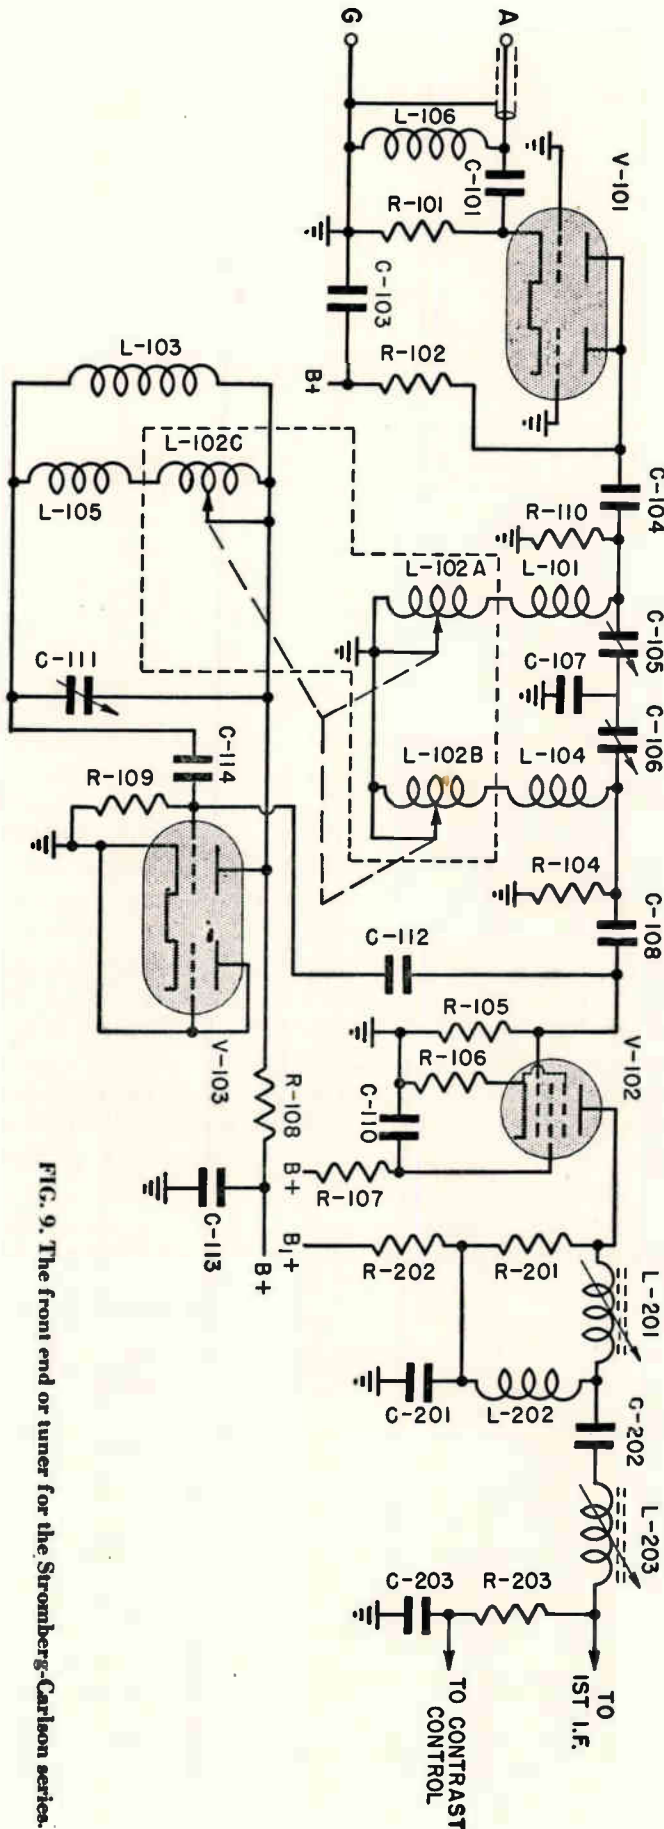 A
G
L-106
C-101
R-101
V-101
C-103
R-102
B+
C-104
R-110
L-101
L-102A
C-105
C-107
C-106
L-102B
L-104
R-104
C-108
L-103
L-102C
L-105
C-111
C-114
R-109
V-103
C-112
R-105
R-106
V-102
C-110
R-107
B+
R-108
C-113
B+
B₁+
R-202
R-201
L-201
C-201
L-202
C-202
L-203
C-203
R-203
TO
1ST I.F.
TO CONTRAST
CONTROL
FIG. 9. The front end or tuner for the Stromberg-Carlson series.